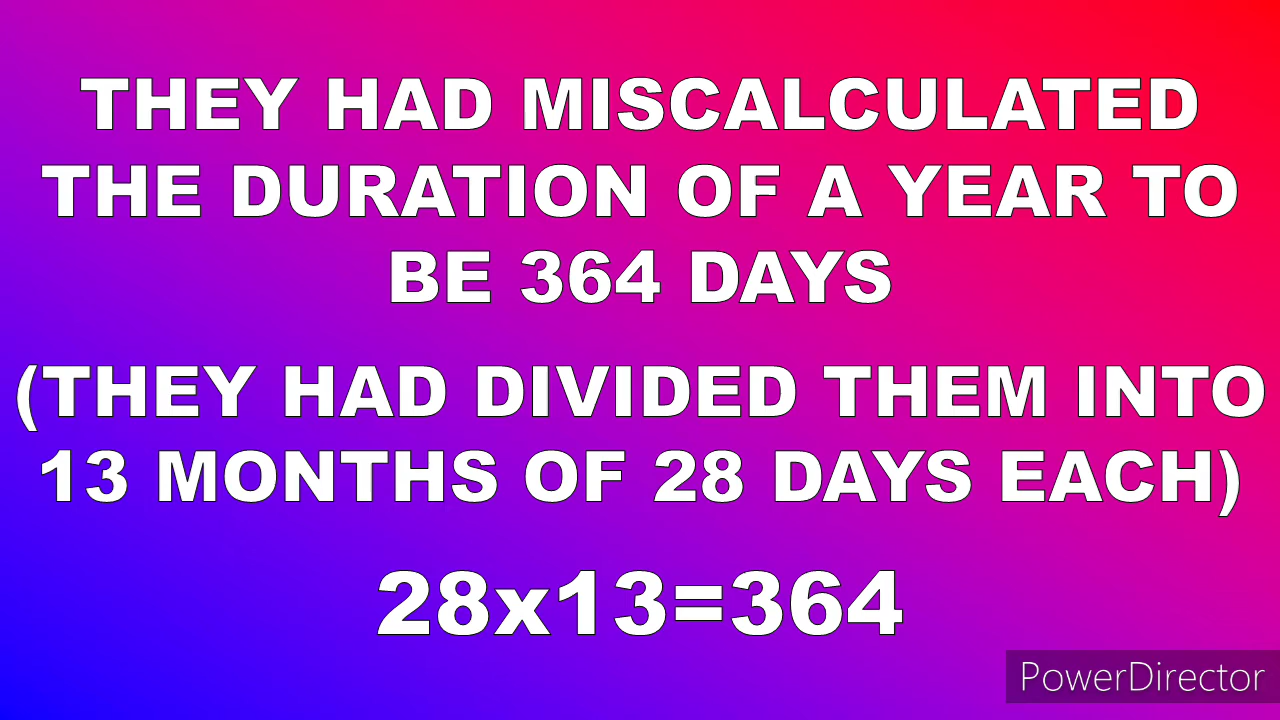 THEY HAD MISCALCULATED
THE DURATION OF A YEAR TO
BE 364 DAYS
(THEY HAD DIVIDED THEM INTO
13 MONTHS OF 28 DAYS EACH)
28x13=364
PowerDirector